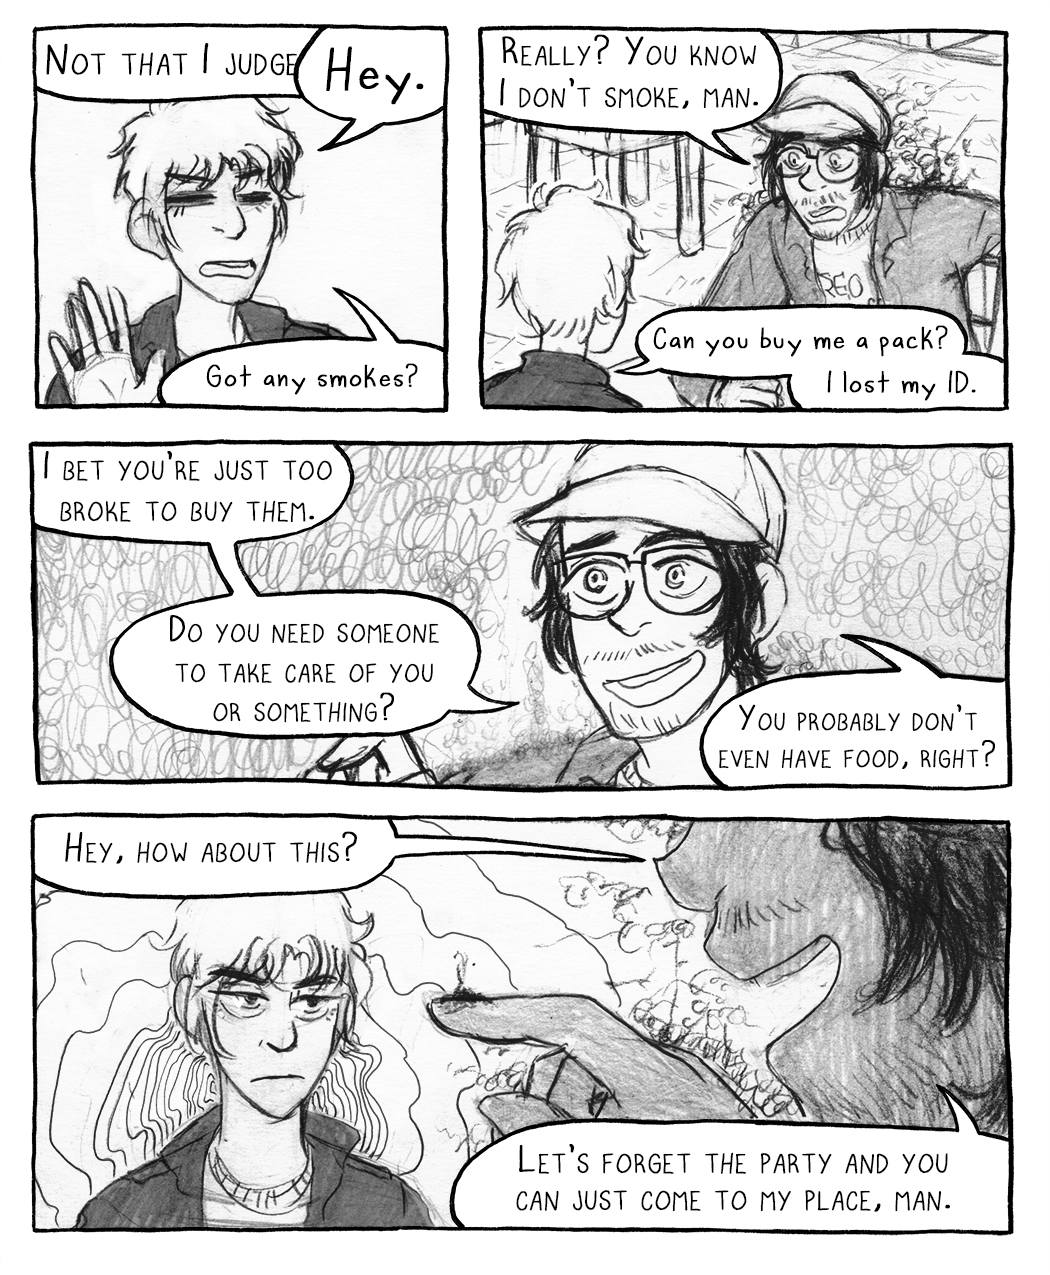 NOT THAT I JUDGE
Hey.
Got any smokes?
REALLY? YOU KNOW
I DON'T SMOKE, MAN.
REO
Can you buy me a pack?
I lost my ID.
I BET YOU'RE JUST TOO
BROKE TO BUY THEM.
DO YOU NEED SOMEONE
TO TAKE CARE OF YOU
OR SOMETHING?
YOU PROBABLY DON'T
EVEN HAVE FOOD, RIGHT?
HEY, HOW ABOUT THIS?
LET'S FORGET THE PARTY AND YOU
CAN JUST COME TO MY PLACE, MAN.